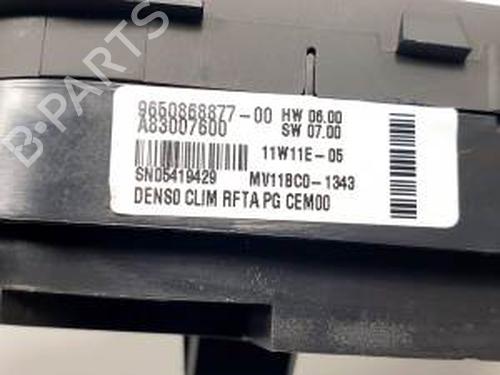 9650868877-00 HW 06.00
A83007600 SW 07.00
11W11E-05
SN05419429 MV11BC0-1343
DENSO CLIM RFTA PG CEM00
B-PARTS